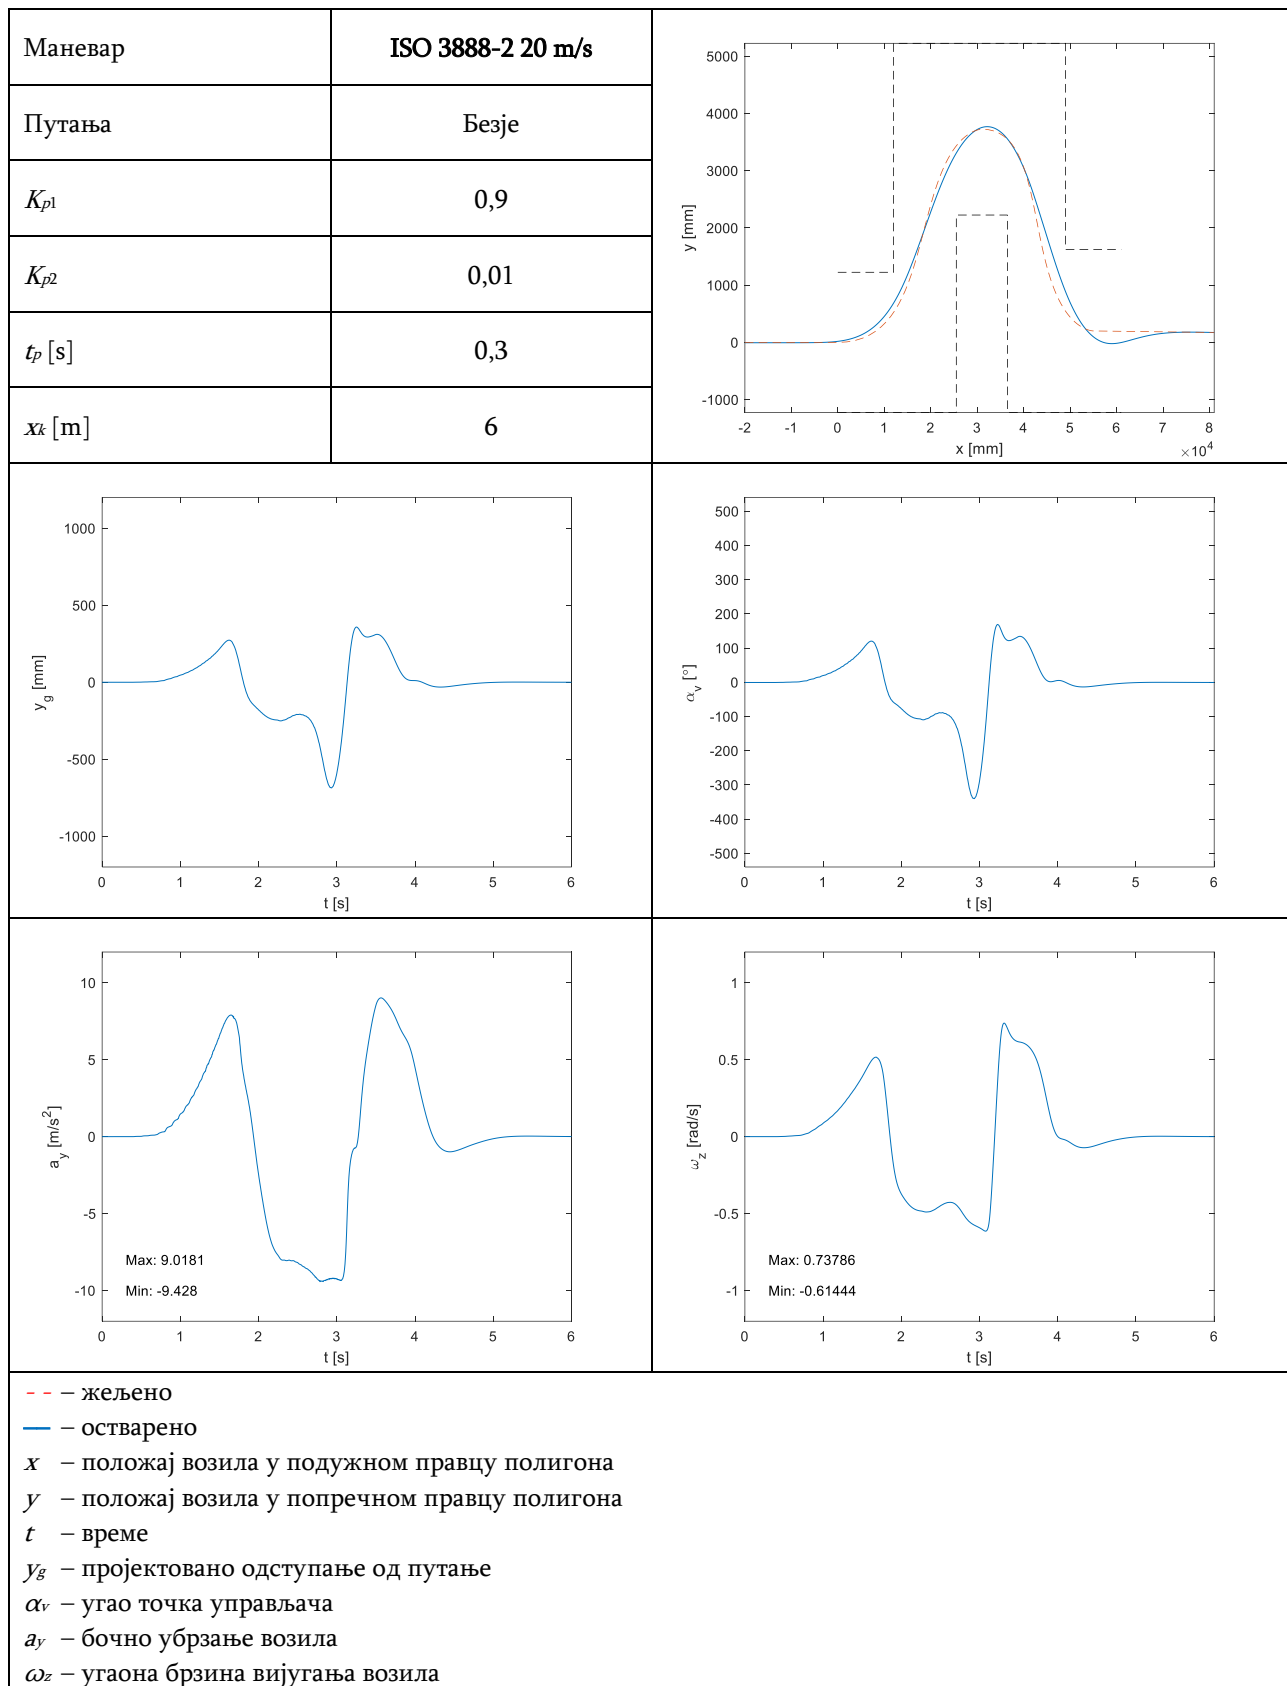 Маневар
ISO 3888-2 20 m/s
Путања
Безје
Kp1
0,9
Kp2
0,01
tp [s]
0,3
xk [m]
6
5000
4000
3000
2000
1000
0
-1000
y [mm]
-2 -1 0 1 2 3 4 5 6 7 8
x [mm]
×10^4
1000
500
0
-500
-1000
y_g [mm]
0 1 2 3 4 5 6
t [s]
500
400
300
200
100
0
-100
-200
-300
-400
-500
α_v [°]
0 1 2 3 4 5 6
t [s]
10
5
0
-5
-10
a_y [m/s^2]
Max: 9.0181
Min: -9.428
0 1 2 3 4 5 6
t [s]
1
0.5
0
-0.5
-1
ω_z [rad/s]
Max: 0.73786
Min: -0.61444
0 1 2 3 4 5 6
t [s]
– жељено
– остварено
x – положај возила у подужном правцу полигона
y – положај возила у попречном правцу полигона
t – време
yg – пројектовано одступање од путање
αv – угао точка управљача
ay – бочно убрзање возила
ωz – угаона брзина вијугања возила